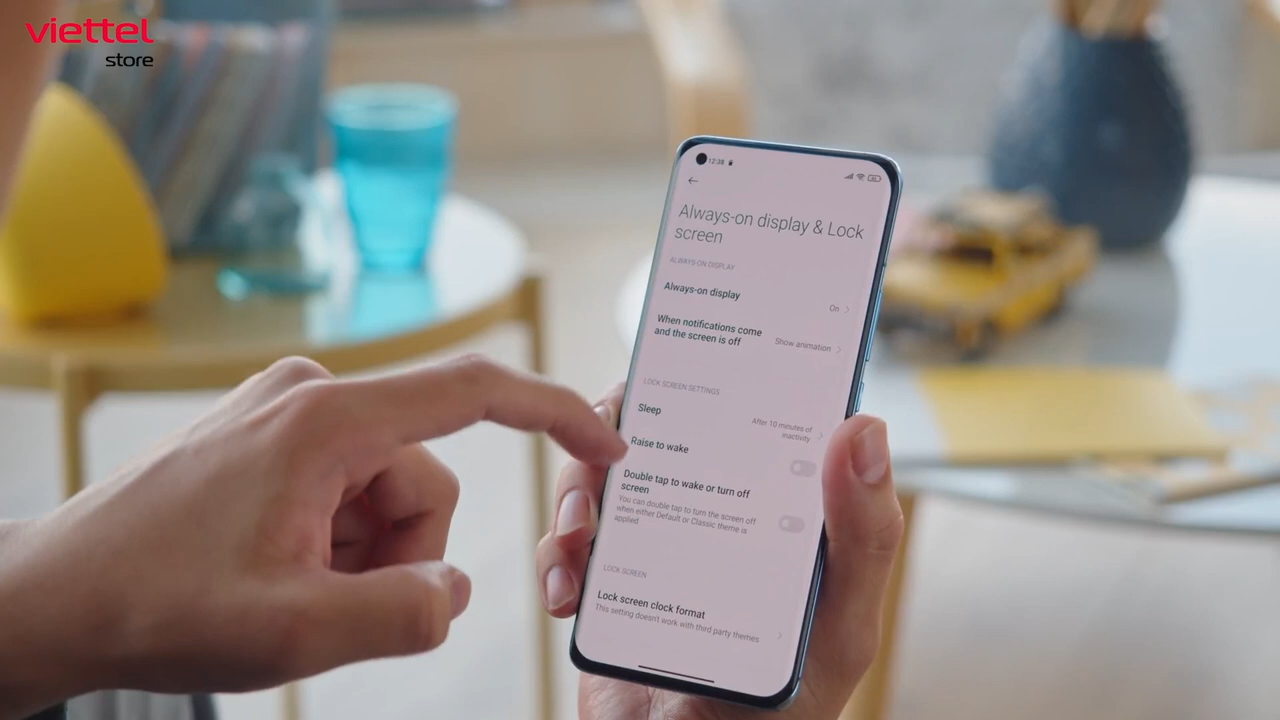 viettel
store
12:38
Always-on display & Lock
screen
ALWAYS-ON DISPLAY
Always-on display
On
When notifications come
and the screen is off
Show animation
LOCK SCREEN SETTINGS
Sleep
After 10 minutes of
inactivity
Raise to wake
Double tap to wake or turn off
screen
You can double tap to turn the screen off
when either Default or Classic theme is
applied
LOCK SCREEN
Lock screen clock format
This setting doesn't work with third party themes